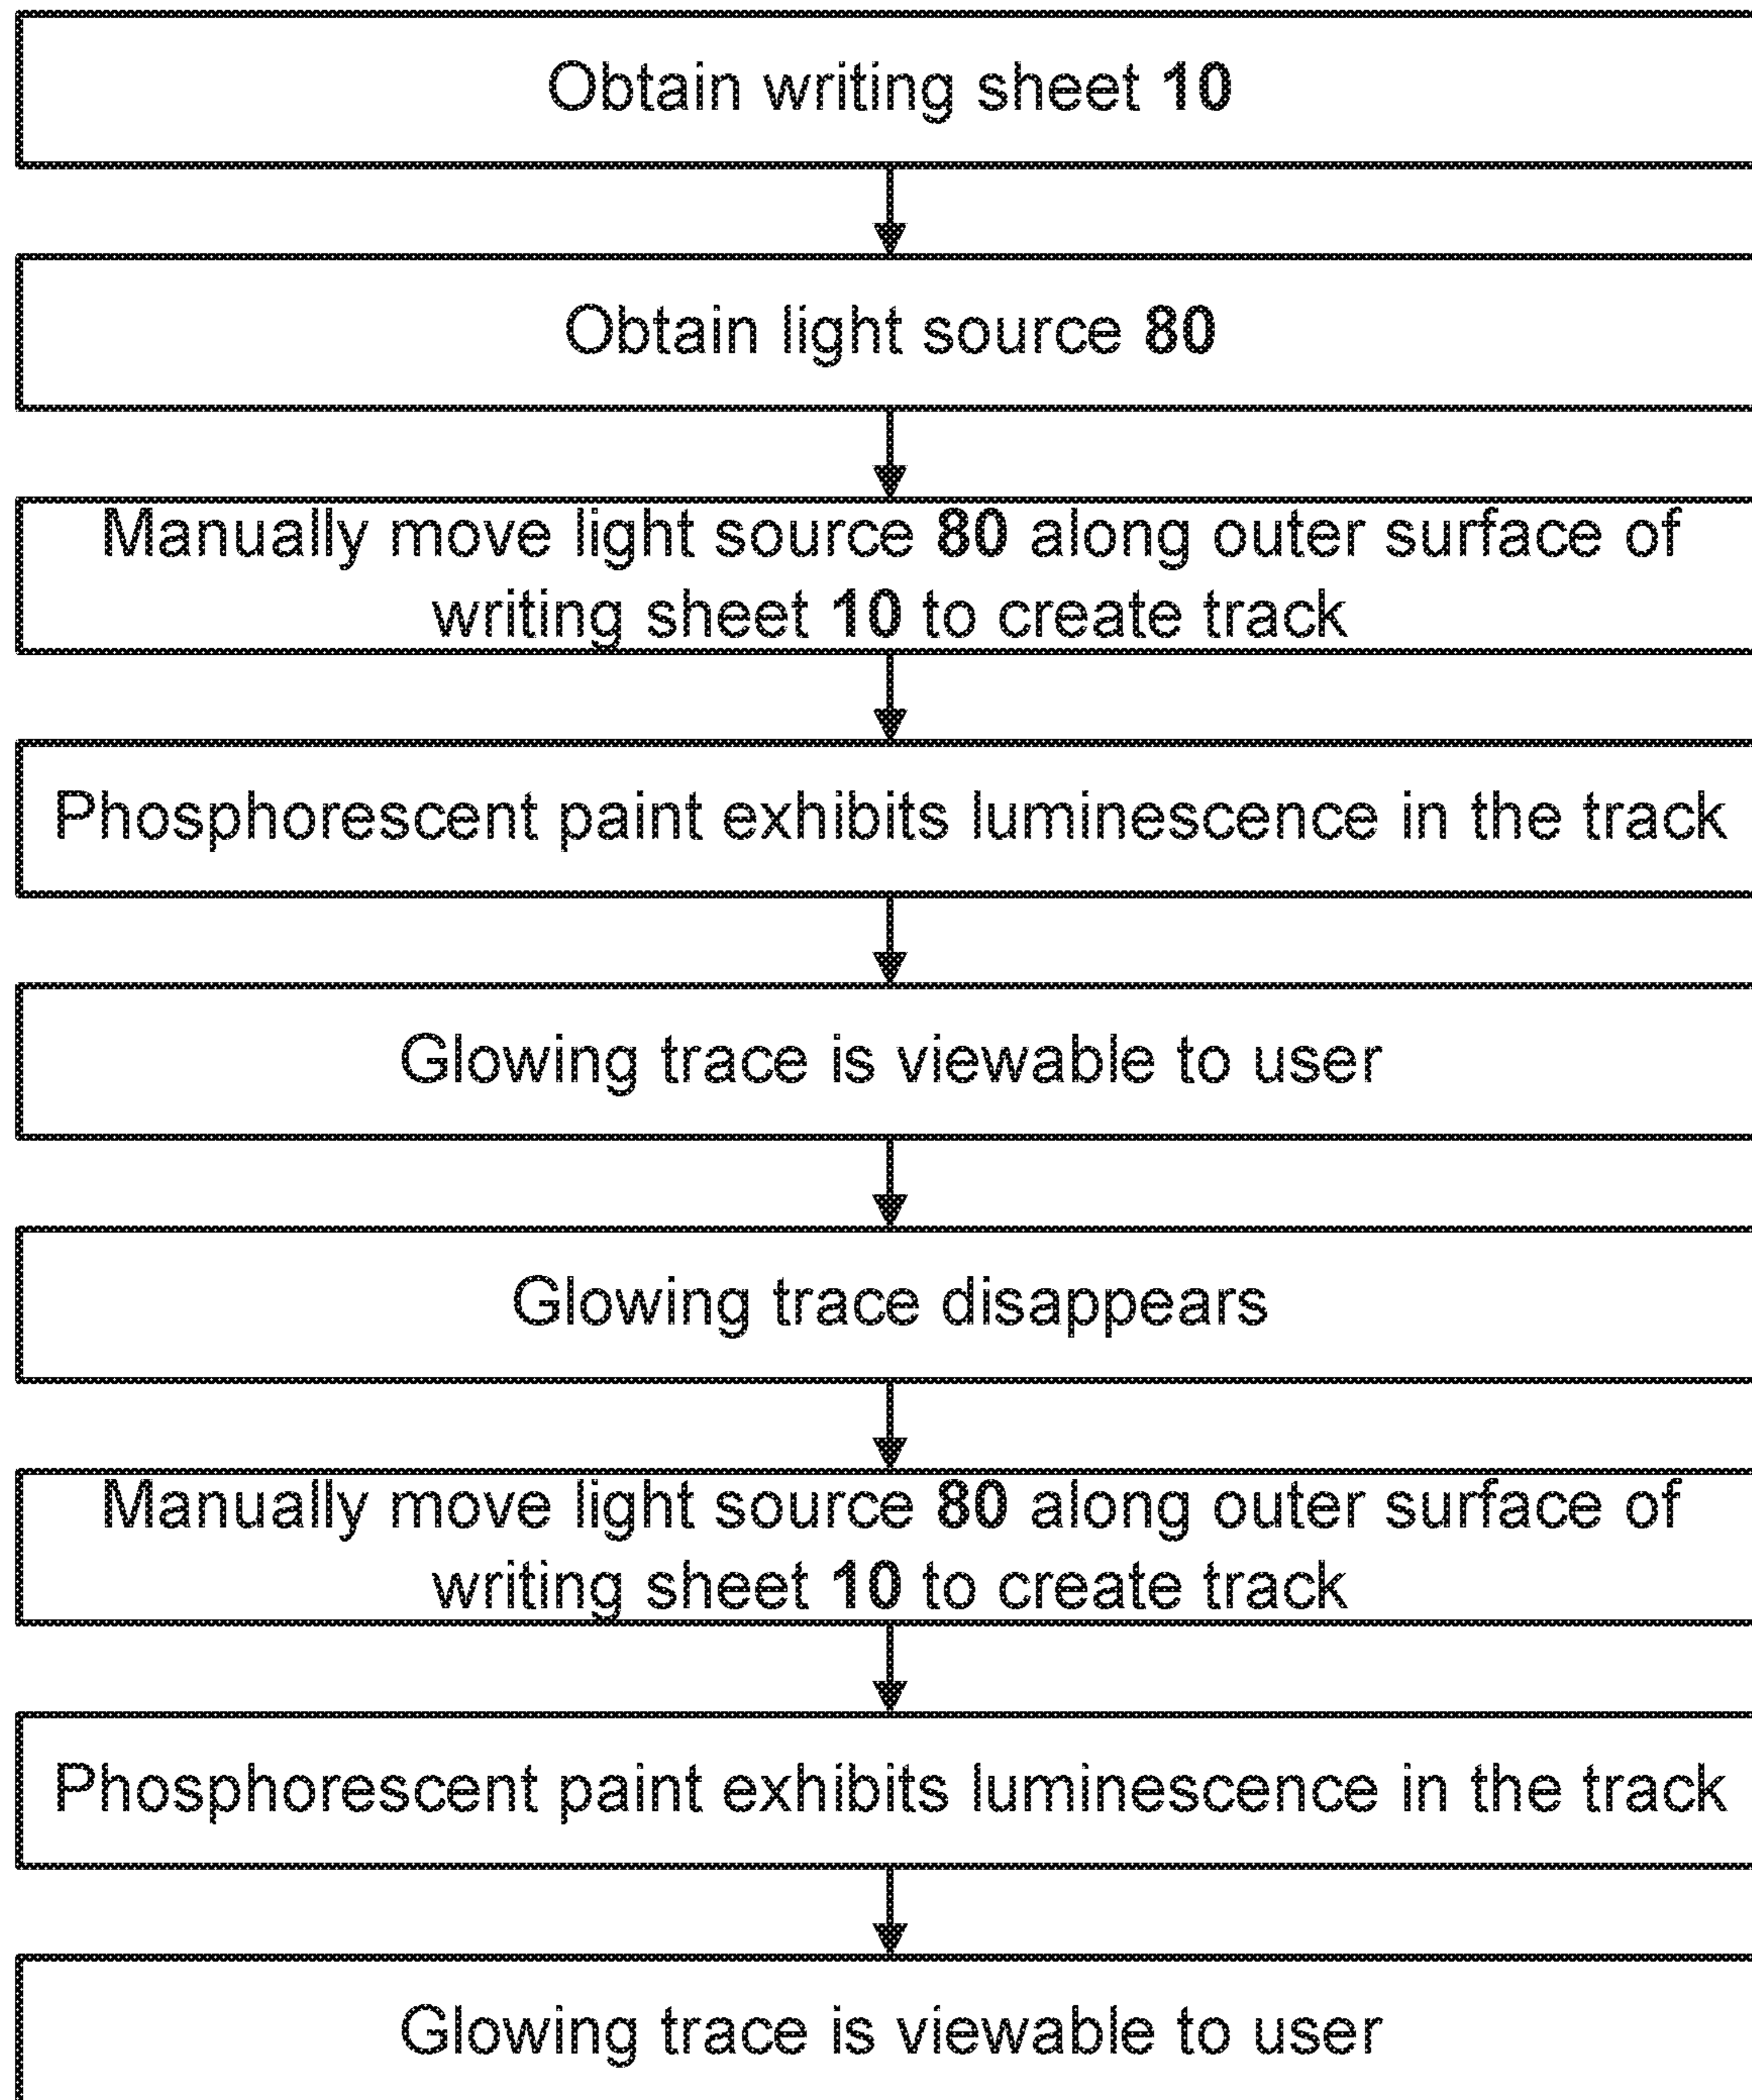 Obtain writing sheet 10
Obtain light source 80
Manually move light source 80 along outer surface of
writing sheet 10 to create track
Phosphorescent paint exhibits luminescence in the track
Glowing trace is viewable to user
Glowing trace disappears
Manually move light source 80 along outer surface of
writing sheet 10 to create track
Phosphorescent paint exhibits luminescence in the track
Glowing trace is viewable to user